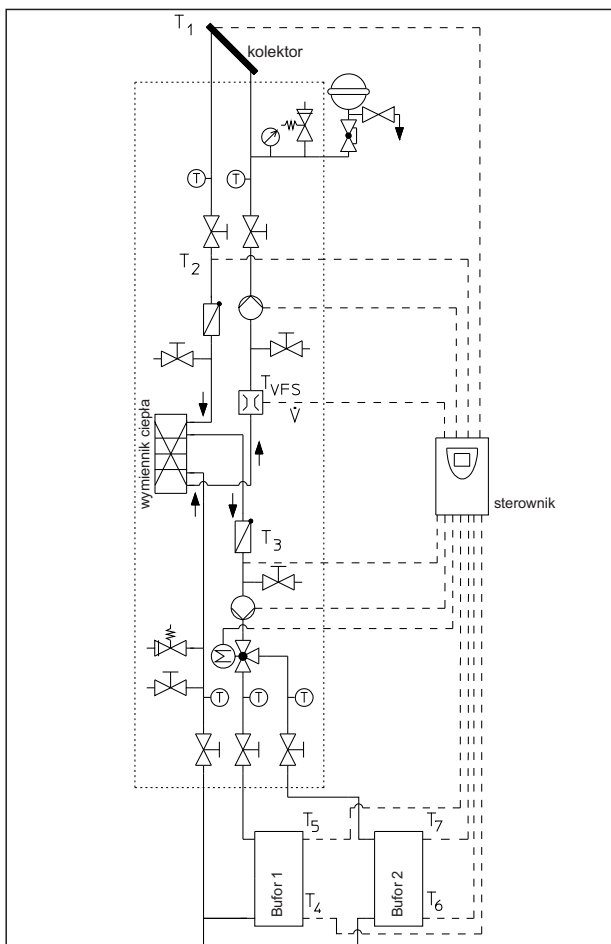 T1
kolektor
T
T
T2
TVFS
V̇
wymiennik ciepła
sterownik
T3
M
T
T
T
T5
T7
Bufor 1
Bufor 2
T4
T6